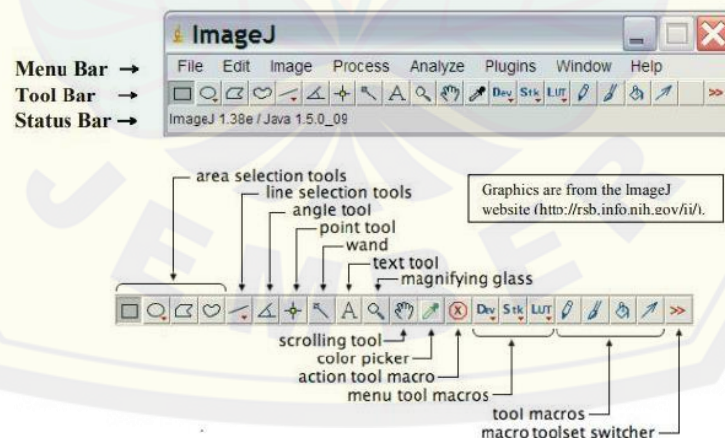 ImageJ
Menu Bar → File Edit Image Process Analyze Plugins Window Help
Tool Bar → A Dev Stk LUT >>
Status Bar → ImageJ 1.38e / Java 1.5.0_09
area selection tools
line selection tools
angle tool
point tool
wand
text tool
magnifying glass
Graphics are from the ImageJ
website (http://rsb.info.nih.gov/ij/).
A X Dev Stk LUT >>
scrolling tool
color picker
action tool macro
menu tool macros
tool macros
macro toolset switcher
JEMBER